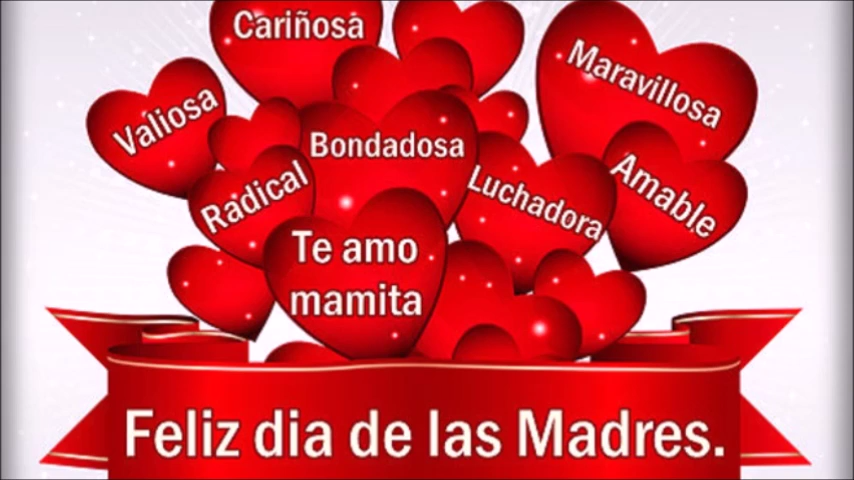 Cariñosa
Maravillosa
Valiosa
Bondadosa
Radical
Luchadora
Amable
Te amo
mamita
Feliz dia de las Madres.